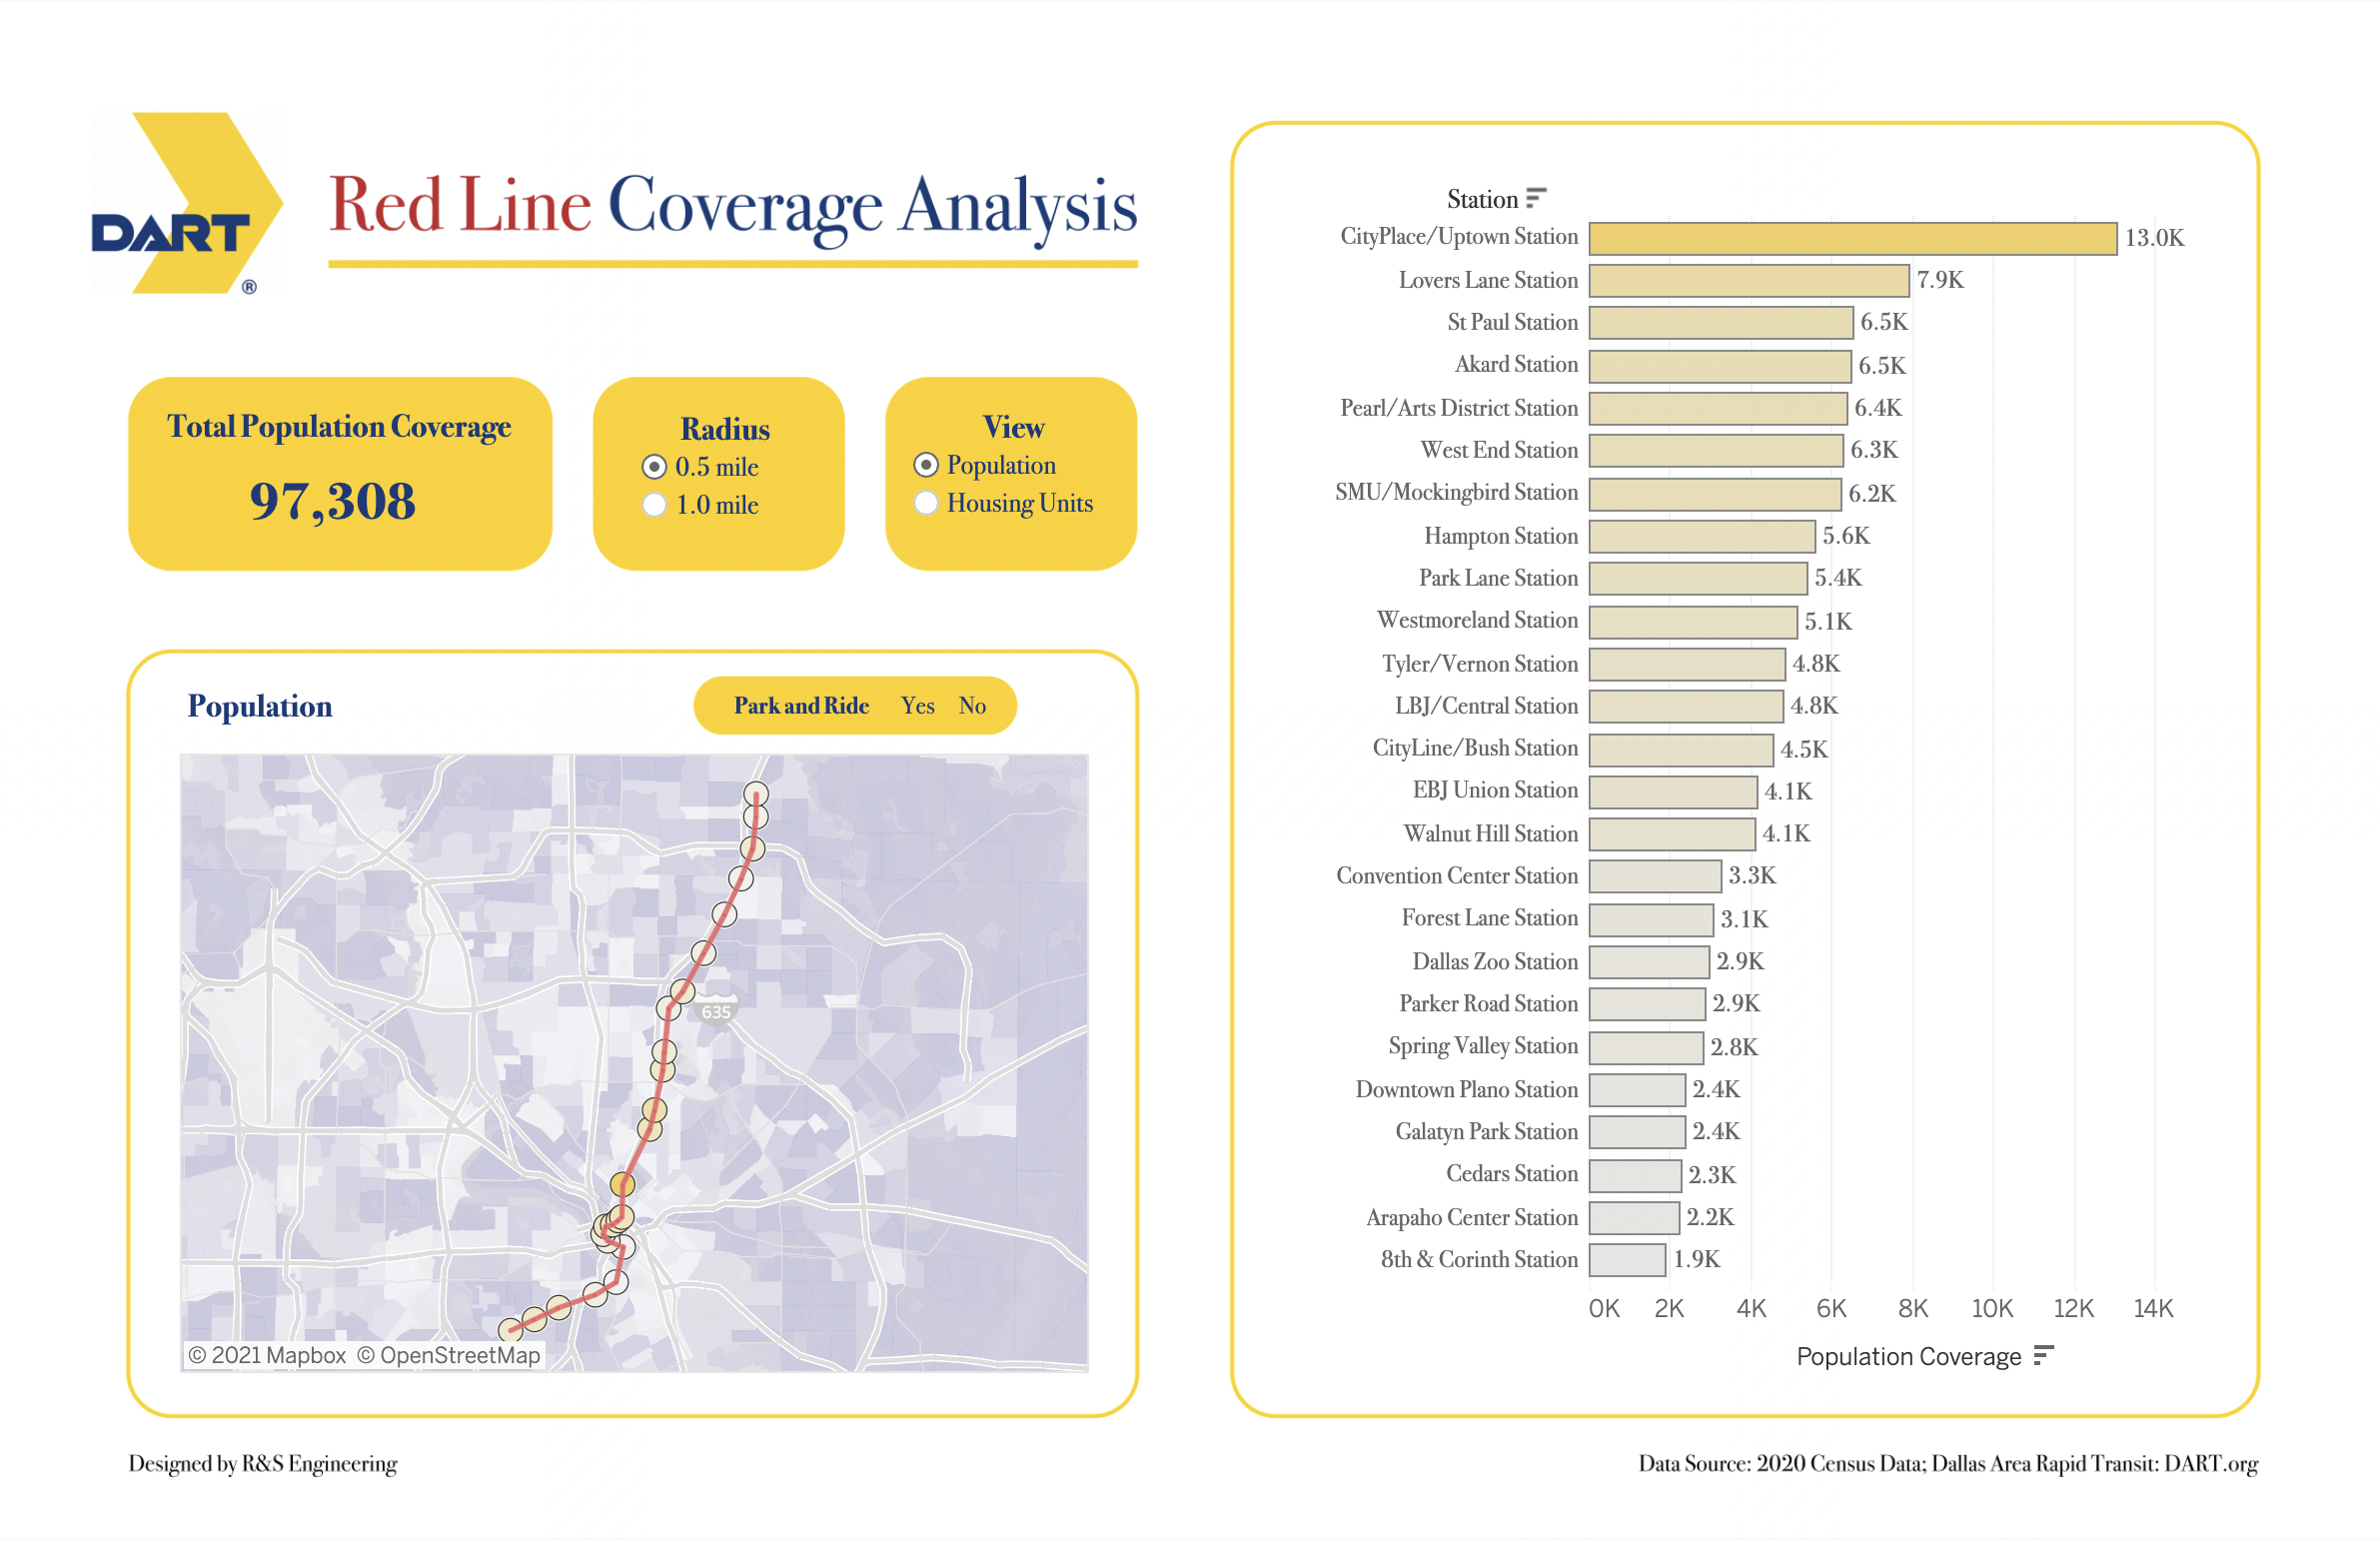 DART
®
Red Line Coverage Analysis
Total Population Coverage
97,308
Radius
0.5 mile
1.0 mile
View
Population
Housing Units
Population
Park and Ride Yes No
635
© 2021 Mapbox © OpenStreetMap
Station
CityPlace/Uptown Station 13.0K
Lovers Lane Station 7.9K
St Paul Station 6.5K
Akard Station 6.5K
Pearl/Arts District Station 6.4K
West End Station 6.3K
SMU/Mockingbird Station 6.2K
Hampton Station 5.6K
Park Lane Station 5.4K
Westmoreland Station 5.1K
Tyler/Vernon Station 4.8K
LBJ/Central Station 4.8K
CityLine/Bush Station 4.5K
EBJ Union Station 4.1K
Walnut Hill Station 4.1K
Convention Center Station 3.3K
Forest Lane Station 3.1K
Dallas Zoo Station 2.9K
Parker Road Station 2.9K
Spring Valley Station 2.8K
Downtown Plano Station 2.4K
Galatyn Park Station 2.4K
Cedars Station 2.3K
Arapaho Center Station 2.2K
8th & Corinth Station 1.9K
0K 2K 4K 6K 8K 10K 12K 14K
Population Coverage
Designed by R&S Engineering
Data Source: 2020 Census Data; Dallas Area Rapid Transit: DART.org